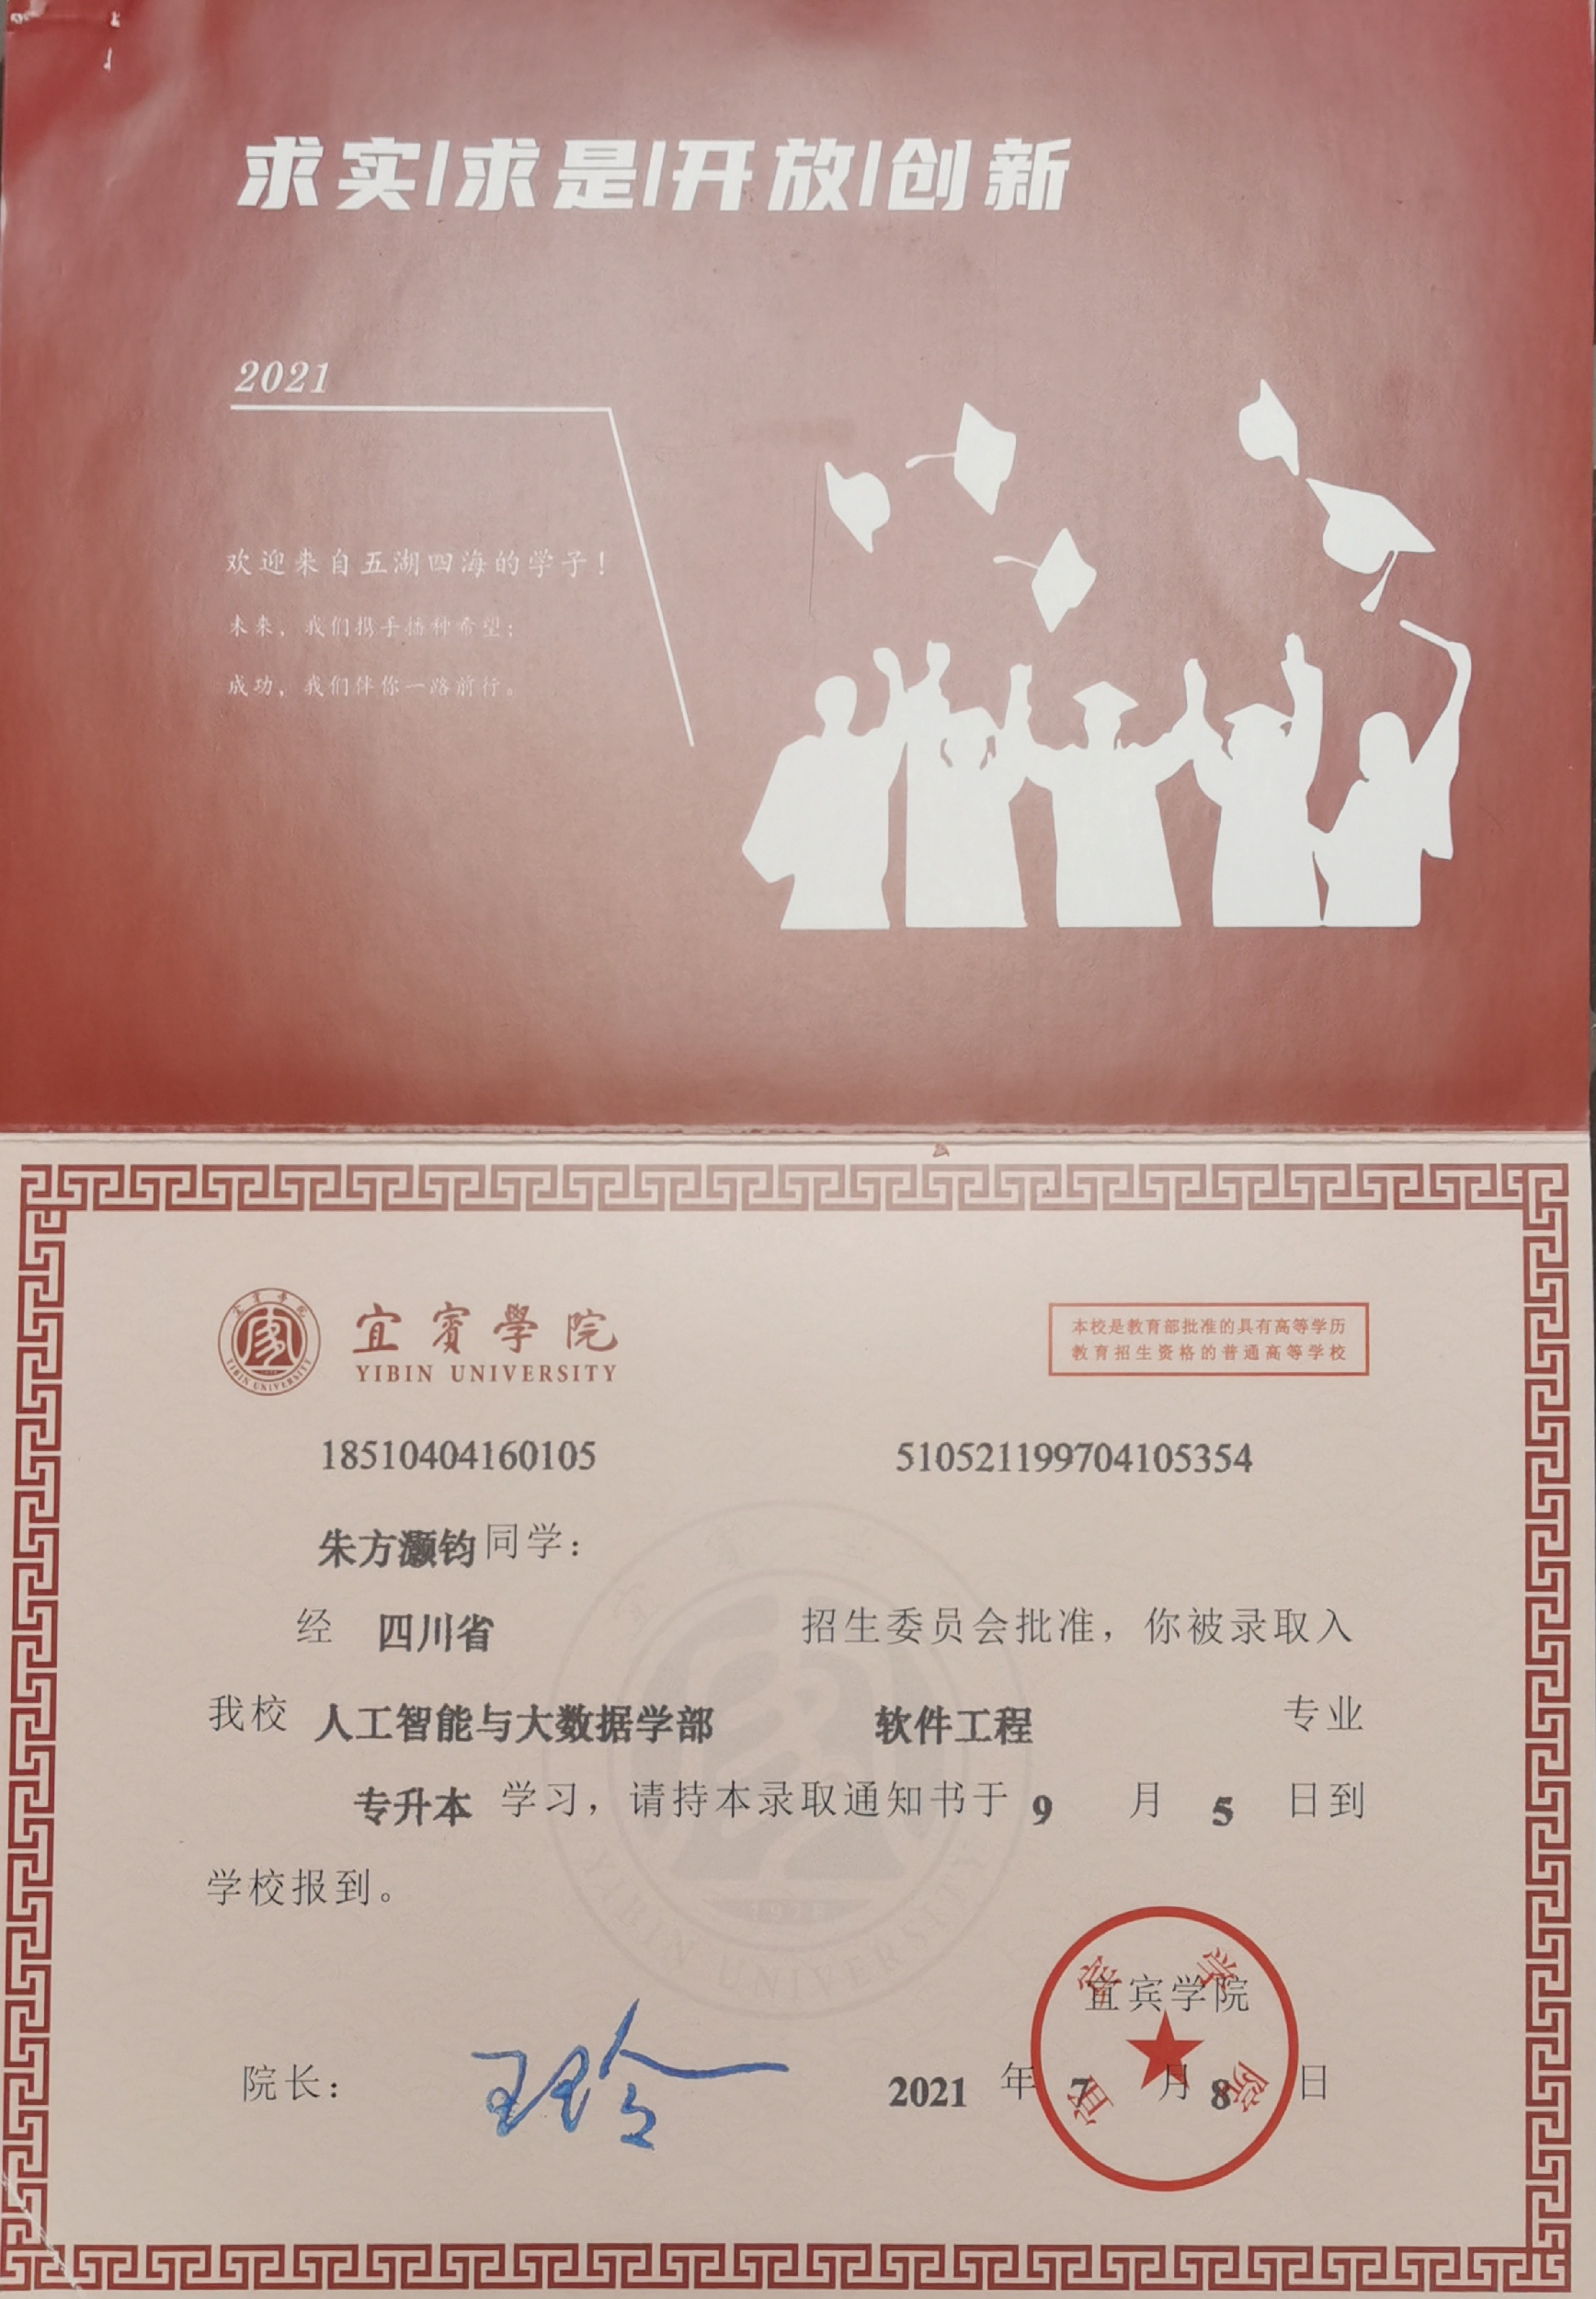 求实/求是/开放/创新
2021
欢迎来自五湖四海的学子！
未来，我们携手播种希望；
成功，我们伴你一路前行。
宜賓學院
YIBIN UNIVERSITY
YIBIN UNIVERSITY
本校是教育部批准的具有高等学历
教育招生资格的普通高等学校
18510404160105 510521199704105354
朱方灏钧同学：
经 四川省 招生委员会批准，你被录取入
我校 人工智能与大数据学部 软件工程 专业
专升本 学习，请持本录取通知书于 9 月 5 日到
学校报到。
YIBIN UNIVERSITY
宜宾学院
宜宾学院
院长： 2021 年 7 月 8 日